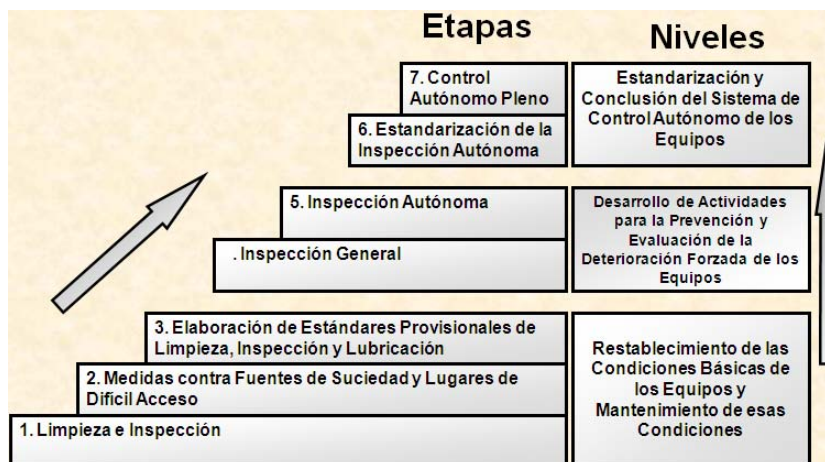 Etapas
Niveles
7. Control
Autónomo Pleno
6. Estandarización de la
Inspección Autónoma
Estandarización y
Conclusión del Sistema de
Control Autónomo de los
Equipos
5. Inspección Autónoma
. Inspección General
Desarrollo de Actividades
para la Prevención y
Evaluación de la
Deterioración Forzada de los
Equipos
3. Elaboración de Estándares Provisionales de
Limpieza, Inspección y Lubricación
2. Medidas contra Fuentes de Suciedad y Lugares de
Difícil Acceso
1. Limpieza e Inspección
Restablecimiento de las
Condiciones Básicas de
los Equipos y
Mantenimiento de esas
Condiciones